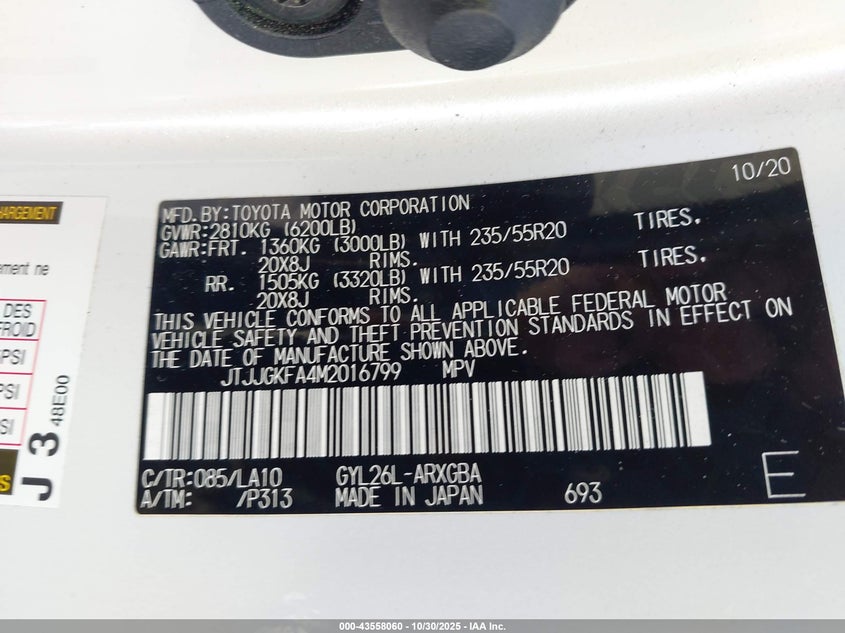 10/20
MFD. BY: TOYOTA MOTOR CORPORATION
GVWR: 2810KG (6200LB)
GAWR: FRT. 1360KG (3000LB) WITH 235/55R20 TIRES.
20X8J RIMS.
RR. 1505KG (3320LB) WITH 235/55R20 TIRES.
20X8J RIMS.
THIS VEHICLE CONFORMS TO ALL APPLICABLE FEDERAL MOTOR
VEHICLE SAFETY AND THEFT PREVENTION STANDARDS IN EFFECT ON
THE DATE OF MANUFACTURE SHOWN ABOVE.
JTJJGKFA4M2016799 MPV
C/TR: 085/LA10 GYL26L-ARXGBA
A/TM: /P313 MADE IN JAPAN 693
E
DES
FROID
PSI
PSI
J 3 48E00
000-43558060 - 10/30/2025 - IAA Inc.